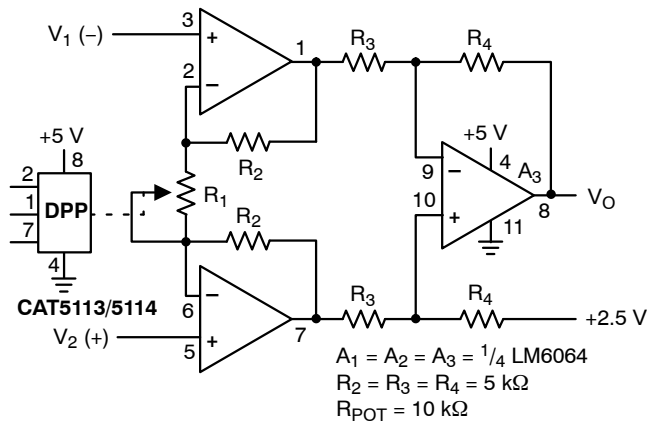 V1 (−)
3
+
2
−
1
R3
R4
+5 V
8
2
1
7
DPP
4
CAT5113/5114
R2
R1
R2
+5 V
4
A3
9
−
10
+
8
VO
11
6
−
V2 (+)
5
+
7
R3
R4
+2.5 V
A1 = A2 = A3 = 1/4 LM6064
R2 = R3 = R4 = 5 kΩ
RPOT = 10 kΩ